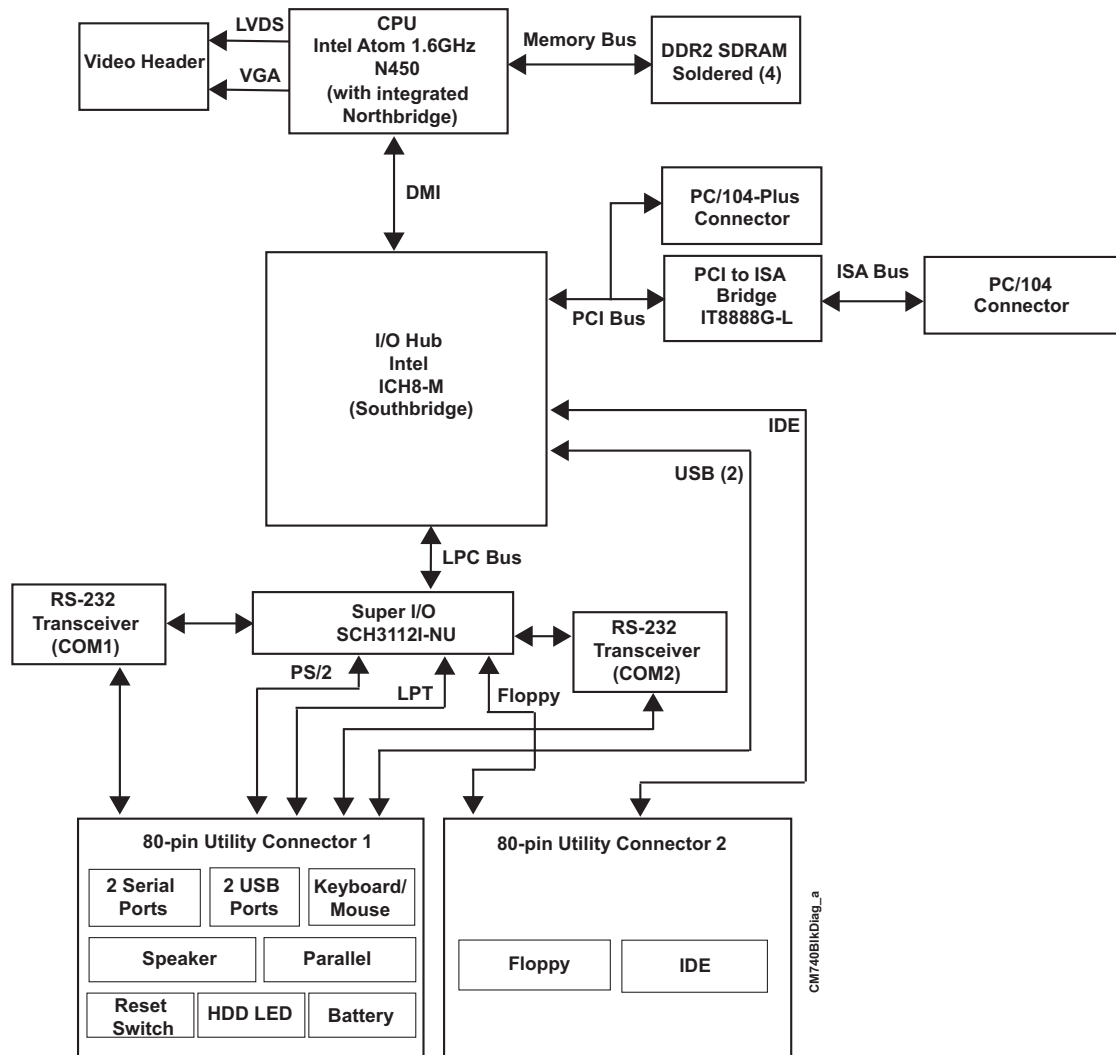 CPU
Intel Atom 1.6GHz
N450
(with integrated
Northbridge)
LVDS
VGA
Video Header
Memory Bus
DDR2 SDRAM
Soldered (4)
DMI
PC/104-Plus
Connector
PCI to ISA
Bridge
IT8888G-L
ISA Bus
PC/104
Connector
PCI Bus
I/O Hub
Intel
ICH8-M
(Southbridge)
IDE
USB (2)
LPC Bus
RS-232
Transceiver
(COM1)
Super I/O
SCH3112I-NU
RS-232
Transceiver
(COM2)
PS/2
LPT
Floppy
80-pin Utility Connector 1
2 Serial
Ports
2 USB
Ports
Keyboard/
Mouse
Speaker
Parallel
Reset
Switch
HDD LED
Battery
80-pin Utility Connector 2
Floppy
IDE
CM740BlkDiag_a